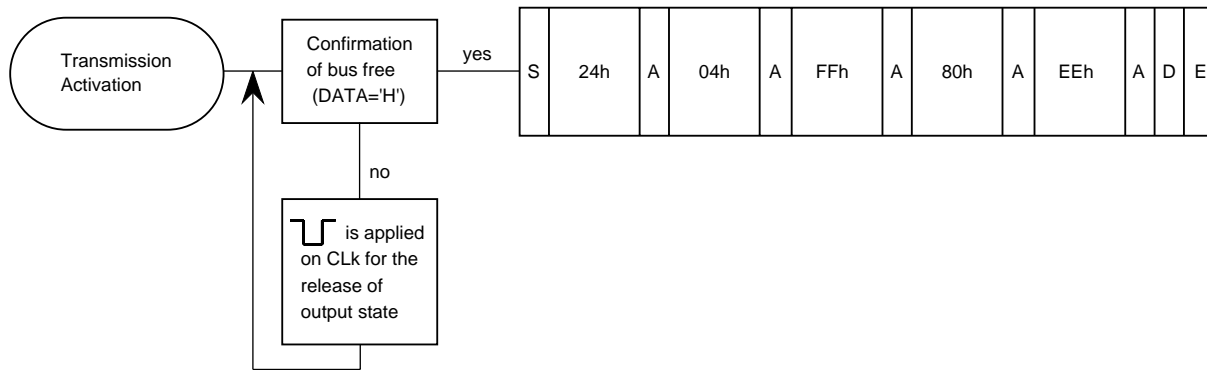 Transmission
Activation
Confirmation
of bus free
(DATA='H')
yes
S 24h A 04h A FFh A 80h A EEh A D E
no
is applied
on CLk for the
release of
output state